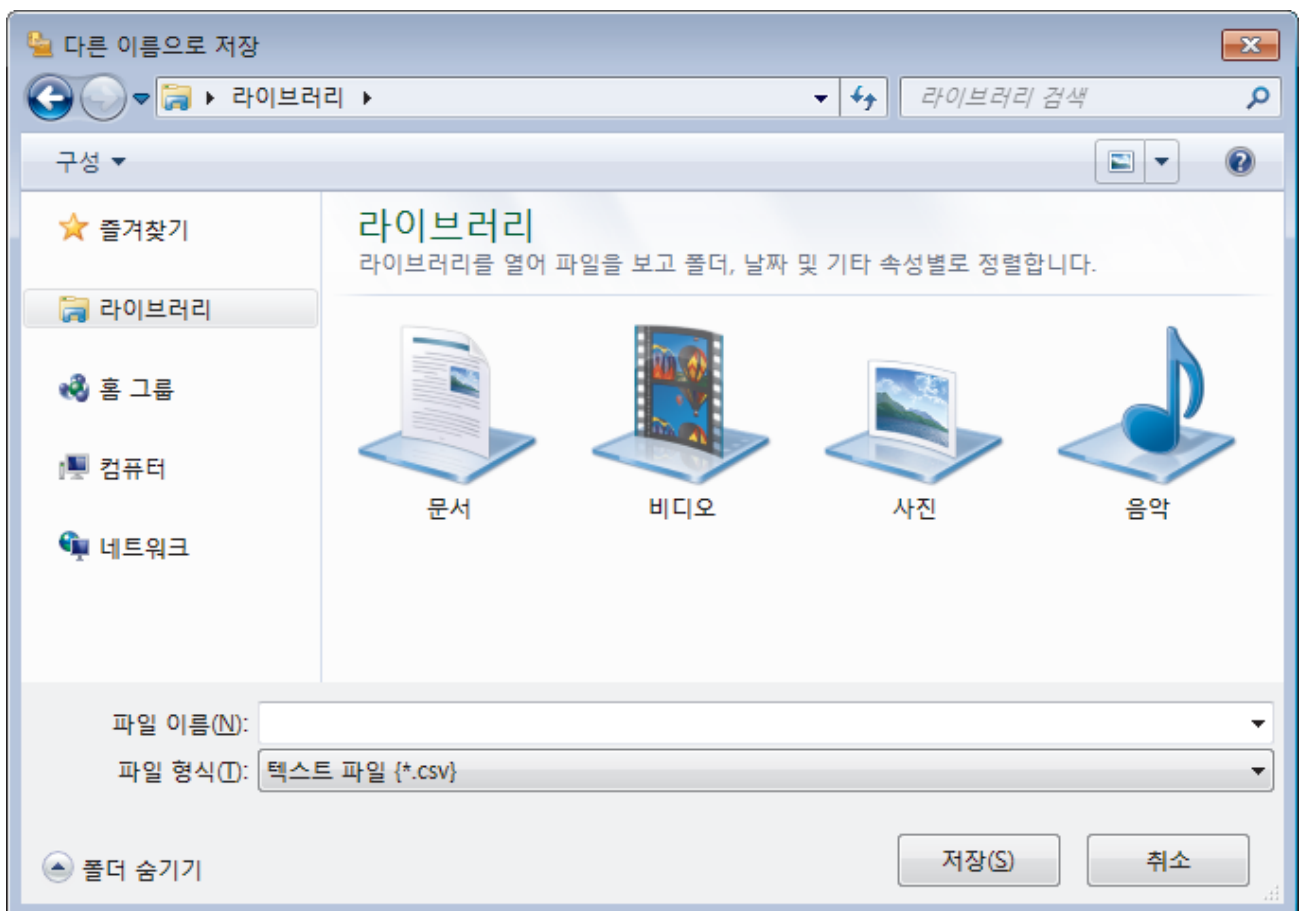 다른 이름으로 저장
라이브러리
라이브러리 검색
구성
즐겨찾기
라이브러리
홈 그룹
컴퓨터
네트워크
라이브러리
라이브러리를 열어 파일을 보고 폴더, 날짜 및 기타 속성별로 정렬합니다.
문서 비디오 사진 음악
파일 이름(N):
파일 형식(T): 텍스트 파일 {*.csv}
폴더 숨기기
저장(S) 취소